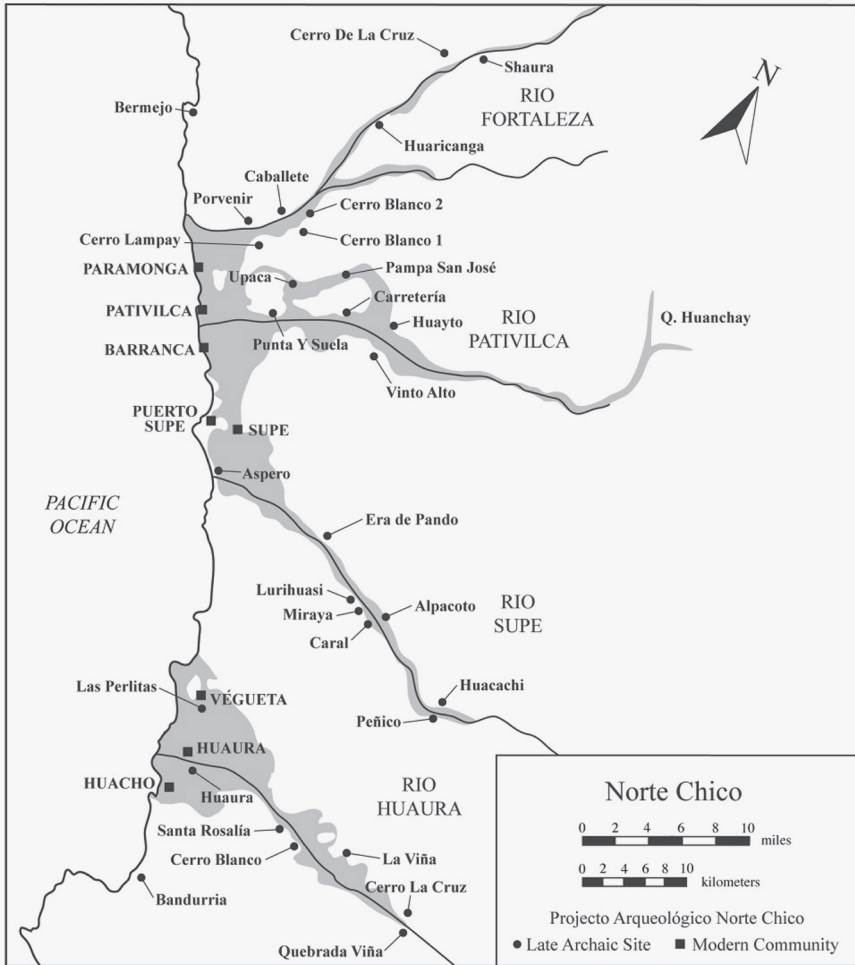 Cerro De La Cruz
Shaura
N
RIO
FORTALEZA
Bermejo
Huaricanga
Caballete
Porvenir
Cerro Blanco 2
Cerro Lampay
Cerro Blanco 1
PARAMONGA
Upaca
Pampa San José
PATIVILCA
Carretería
Huayto
RIO
PATIVILCA
Q. Huanchay
BARRANCA
Punta Y Suela
Vinto Alto
PUERTO
SUPE
SUPE
Aspero
PACIFIC
OCEAN
Era de Pando
Lurihuasi
Miraya
Alpacoto
Caral
RIO
SUPE
Las Perlitas
VÉGUETA
Huacachi
Peñico
HUAURA
HUACHO
Huaura
RIO
HUAURA
Santa Rosalía
Cerro Blanco
La Viña
Bandurria
Cerro La Cruz
Quebrada Viña
Norte Chico
0 2 4 6 8 10
miles
0 2 4 6 8 10
kilometers
Projecto Arqueológico Norte Chico
Late Archaic Site
Modern Community